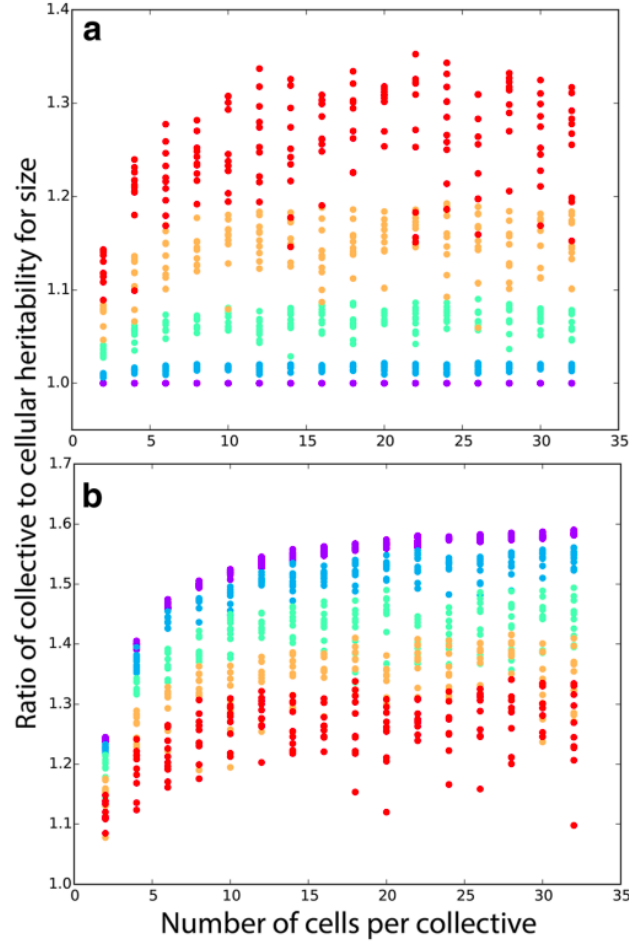 a
1.4
1.3
1.2
1.1
1.0
0 5 10 15 20 25 30 35
Ratio of collective to cellular heritability for size
b
1.7
1.6
1.5
1.4
1.3
1.2
1.1
1.0
0 5 10 15 20 25 30 35
Number of cells per collective